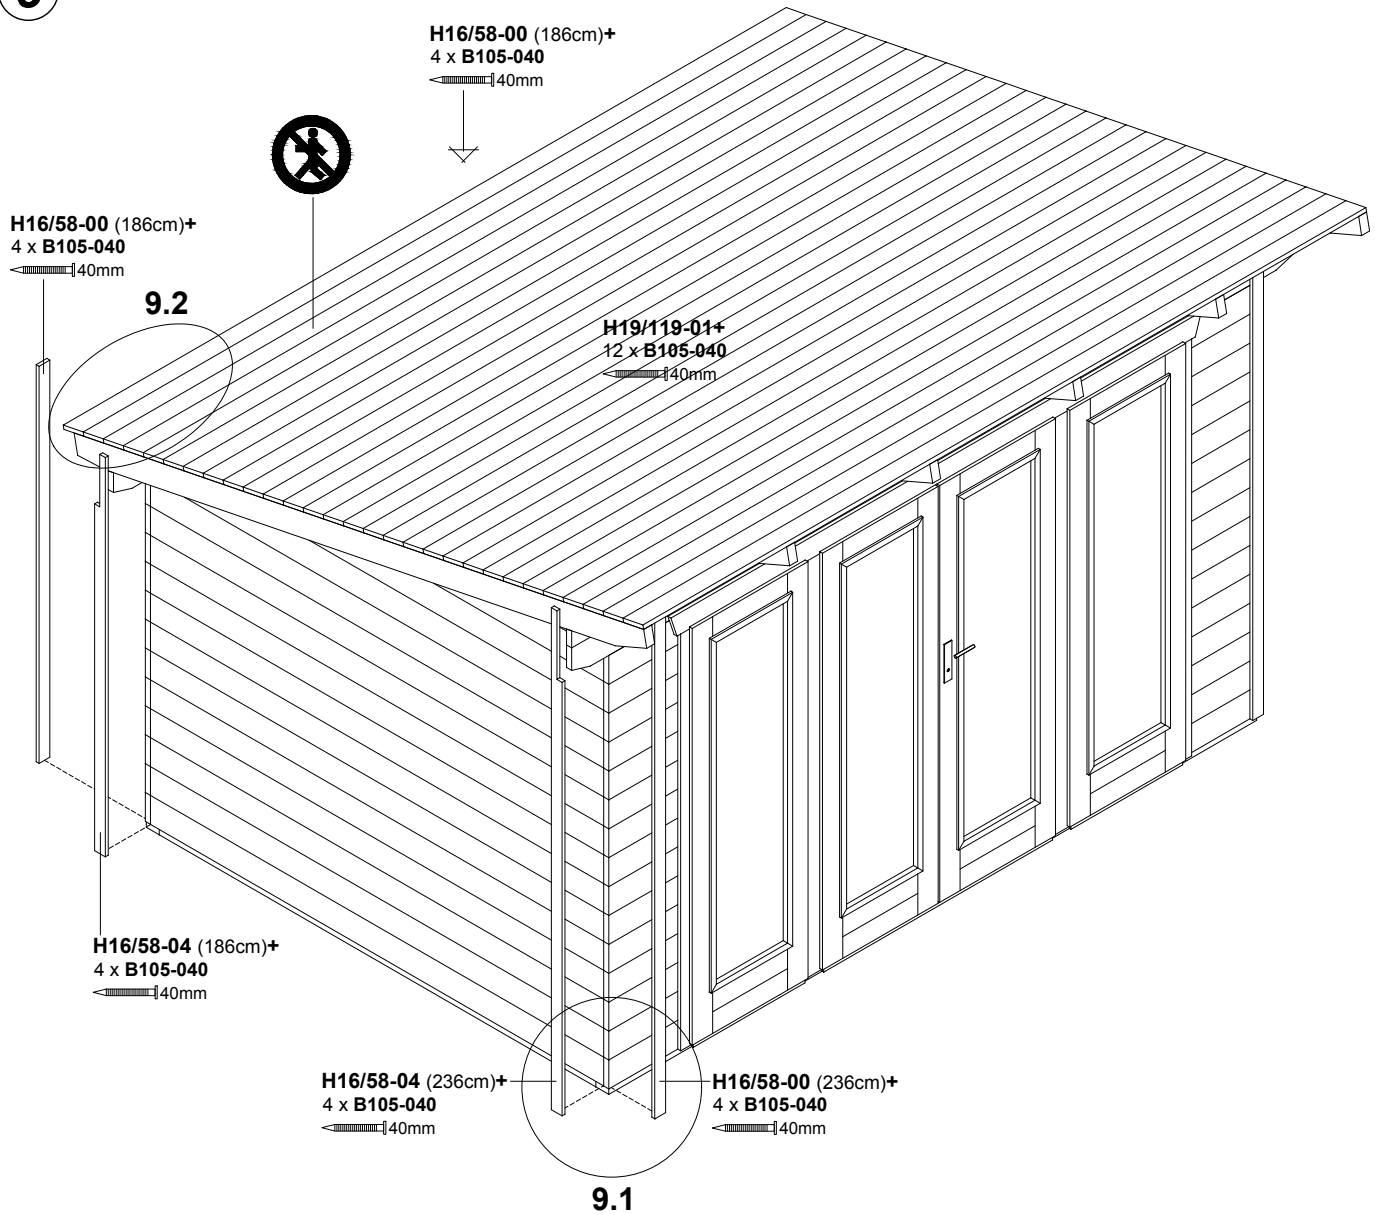 H16/58-00 (186cm)+
4 x B105-040
40mm
H16/58-00 (186cm)+
4 x B105-040
40mm
9.2
H19/119-01+
12 x B105-040
40mm
H16/58-04 (186cm)+
4 x B105-040
40mm
H16/58-04 (236cm)+
4 x B105-040
40mm
H16/58-00 (236cm)+
4 x B105-040
40mm
9.1